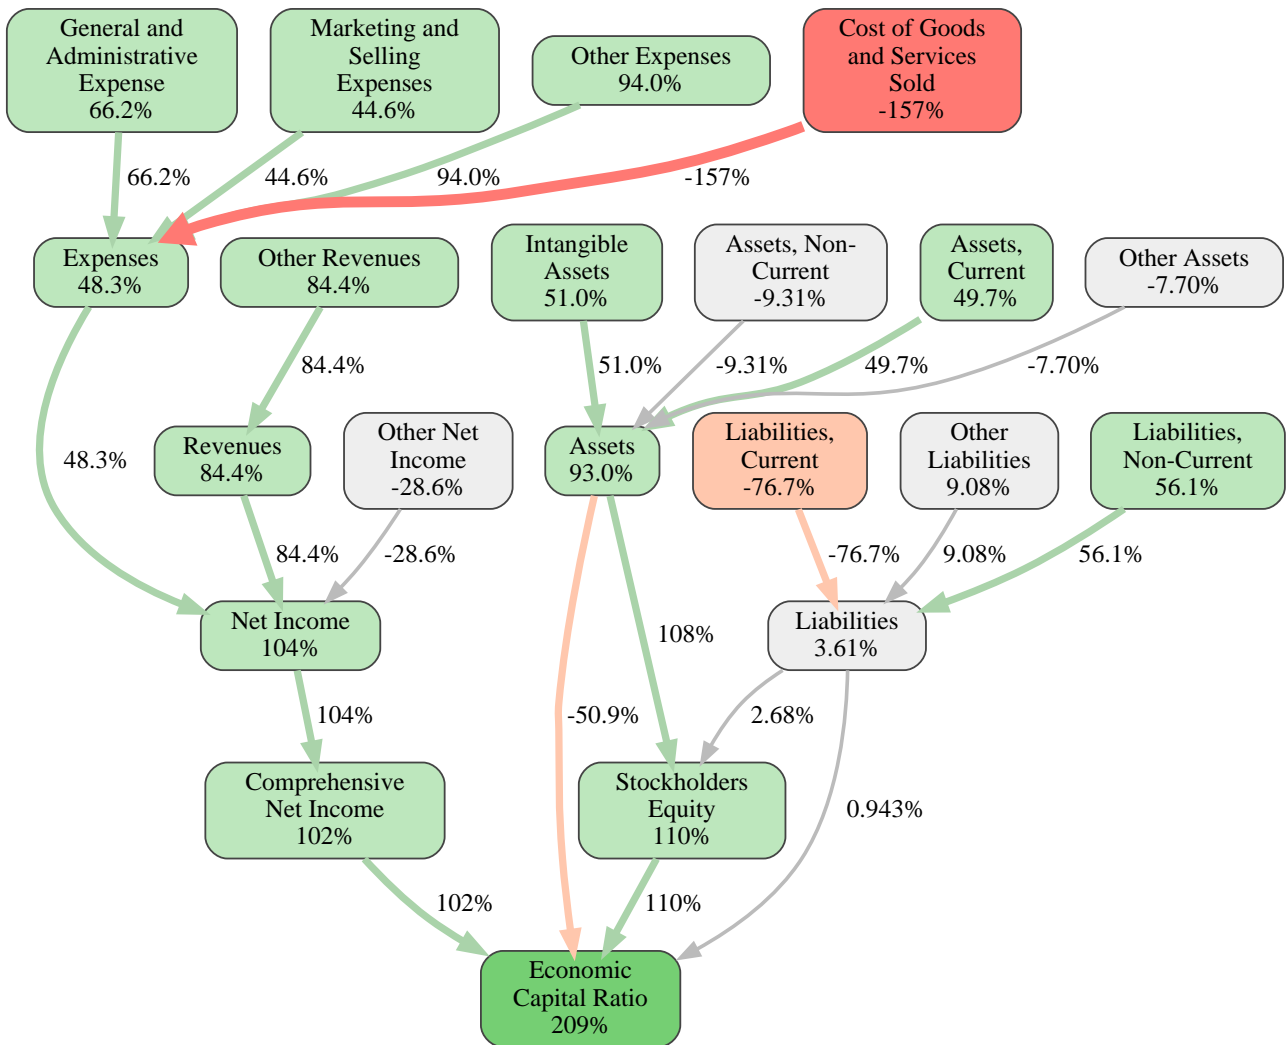 General and
Administrative
Expense
66.2%
Marketing and
Selling
Expenses
44.6%
Other Expenses
94.0%
Cost of Goods
and Services
Sold
-157%
66.2%
44.6%
94.0%
-157%
Expenses
48.3%
Other Revenues
84.4%
Intangible
Assets
51.0%
Assets, Non-
Current
-9.31%
Assets,
Current
49.7%
Other Assets
-7.70%
84.4%
51.0%
-9.31%
49.7%
-7.70%
48.3%
Revenues
84.4%
Other Net
Income
-28.6%
Assets
93.0%
Liabilities,
Current
-76.7%
Other
Liabilities
9.08%
Liabilities,
Non-Current
56.1%
84.4%
-28.6%
-76.7%
9.08%
56.1%
Net Income
104%
108%
Liabilities
3.61%
104%
-50.9%
2.68%
Comprehensive
Net Income
102%
Stockholders
Equity
110%
0.943%
102%
110%
Economic
Capital Ratio
209%